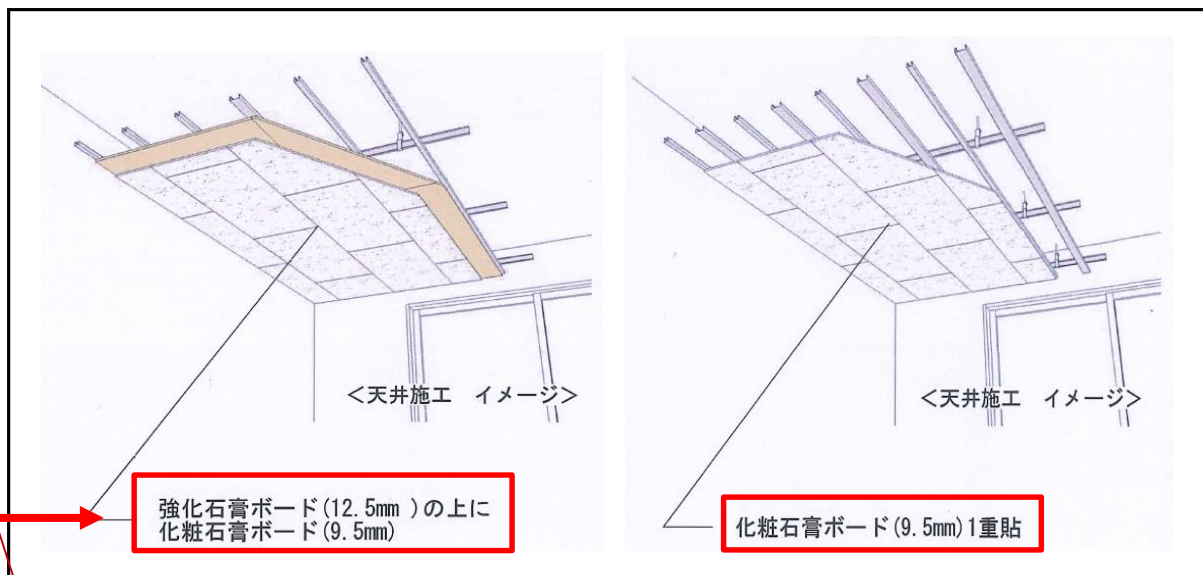 <天井施工 イメージ>
強化石膏ボード(12.5mm )の上に
化粧石膏ボード(9.5mm)
<天井施工 イメージ>
化粧石膏ボード(9.5mm)1重貼